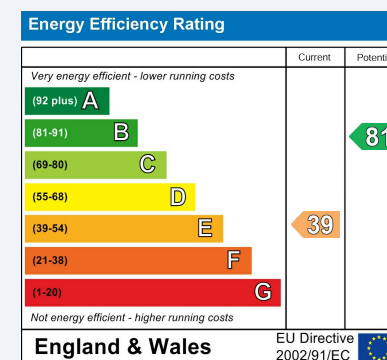 Energy Efficiency Rating
Current
Very energy efficient - lower running costs
(92 plus) A
(81-91) B
81
(69-80) C
(55-68) D
(39-54) E
39
(21-38) F
(1-20) G
Not energy efficient - higher running costs
England & Wales
EU Directive
2002/91/EC